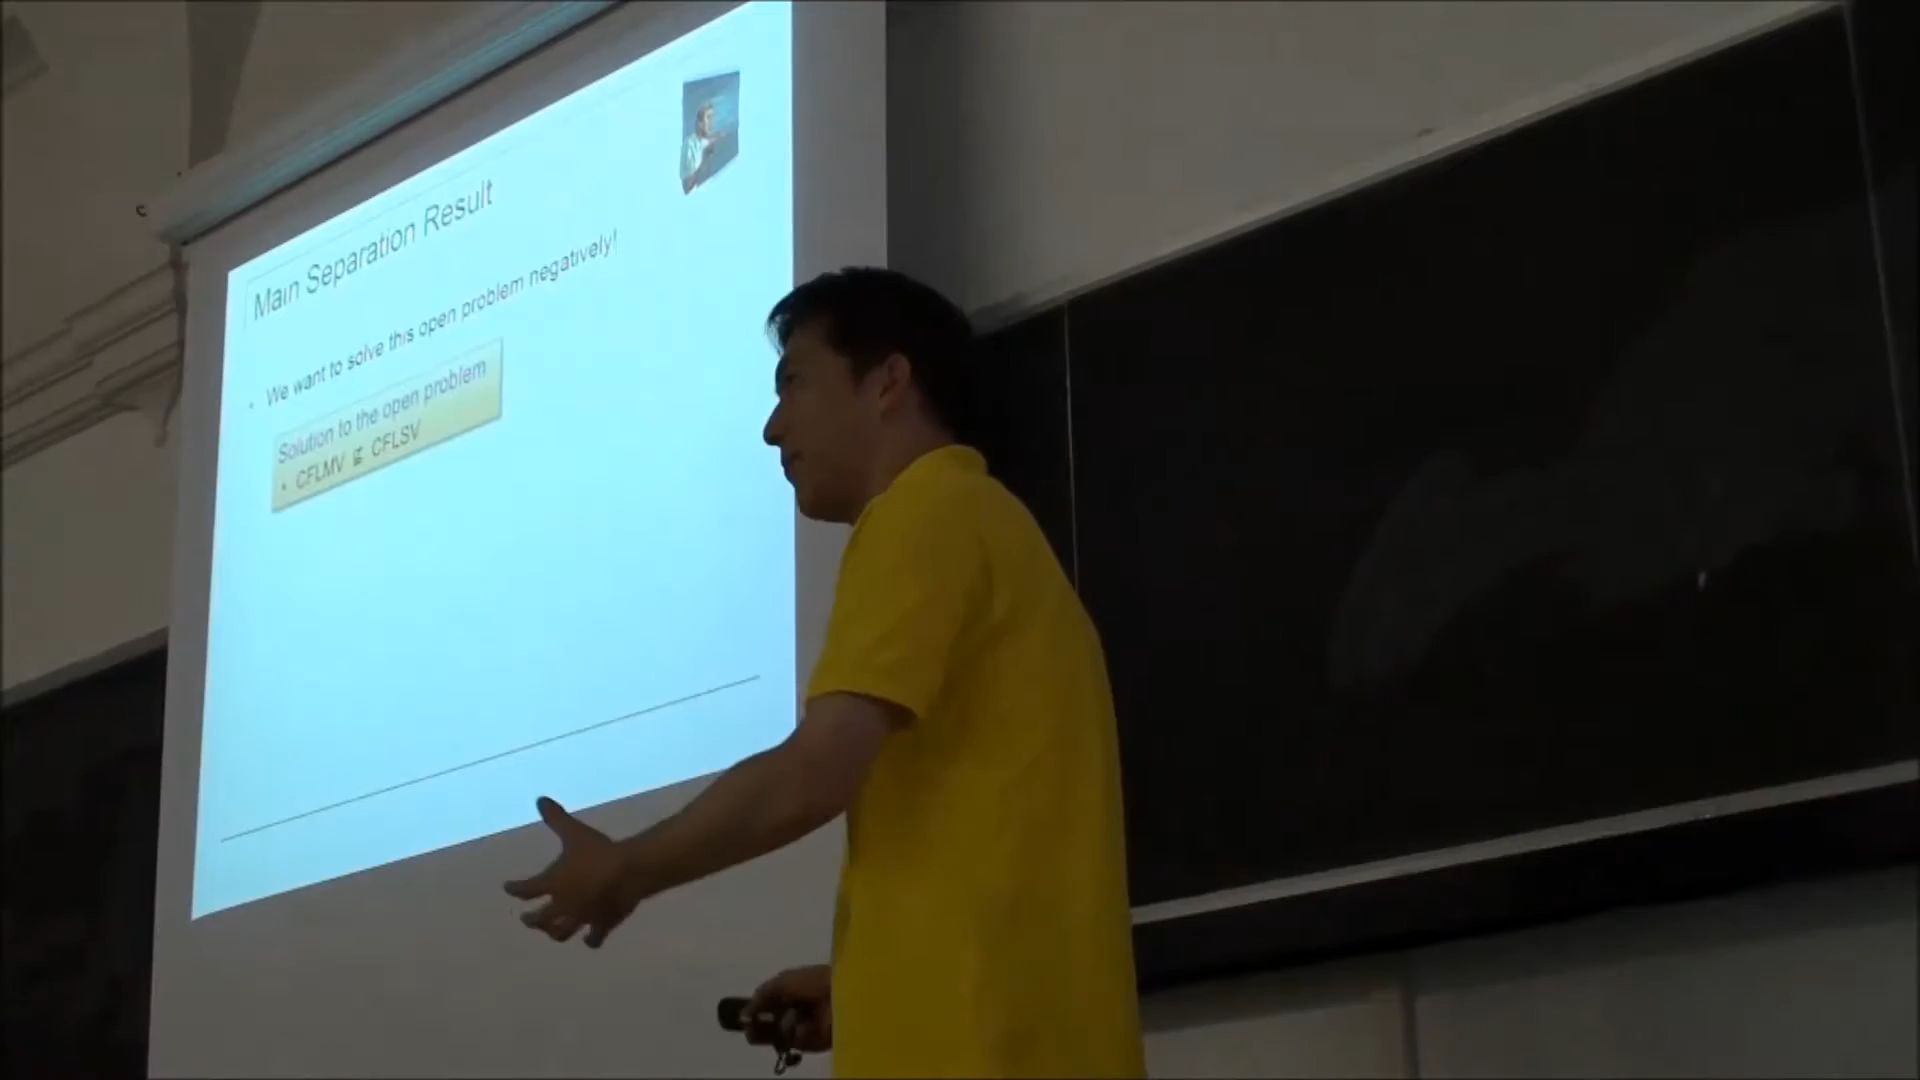 Main Separation Result
• We want to solve this open problem negatively!
Solution to the open problem
• CFLMV ⋢ CFLSV